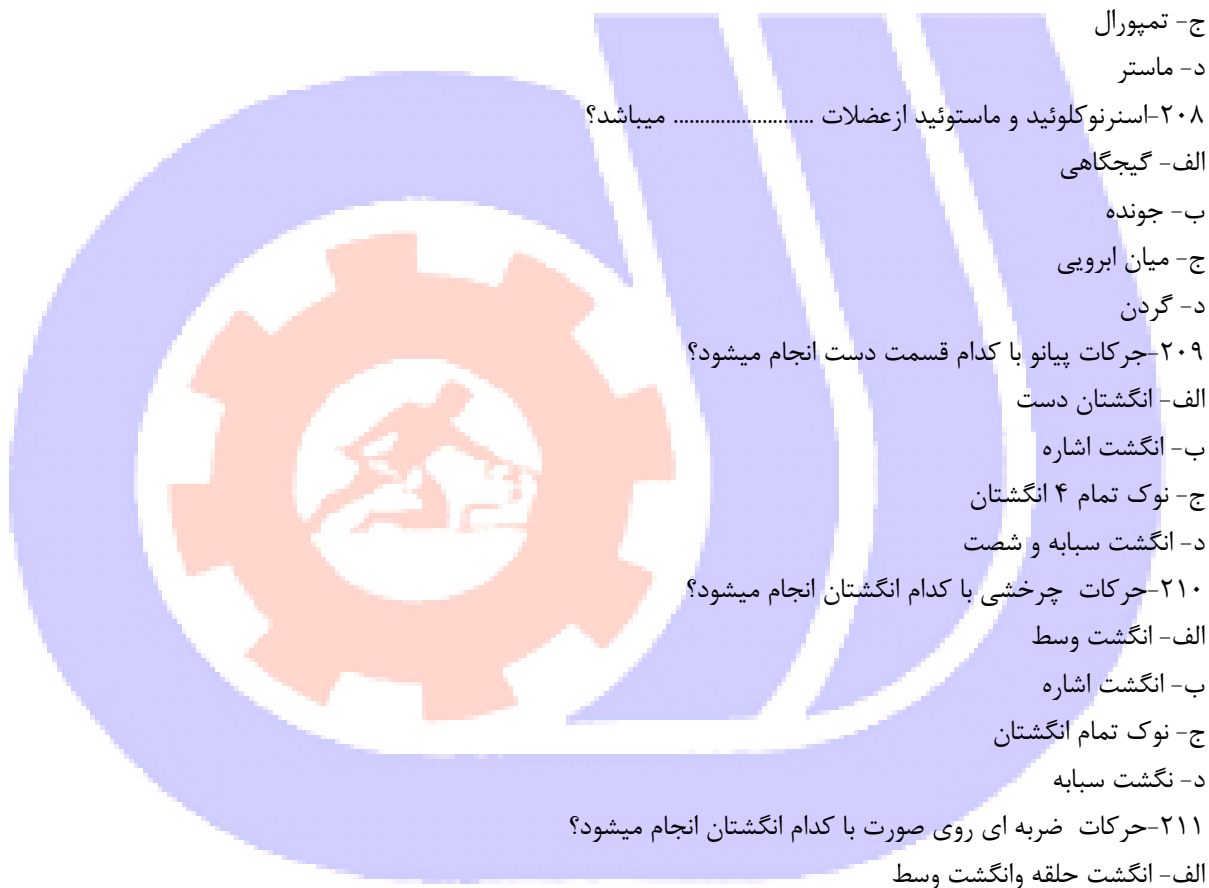 ج- تمپورال
د- ماستر
۲۰۸-اسنرنوکلوئید و ماستوئید ازعضلات ........................... میباشد؟
الف- گیجگاهی
ب- جونده
ج- میان ابرویی
د- گردن
۲۰۹-جرکات پیانو با کدام قسمت دست انجام میشود؟
الف- انگشتان دست
ب- انگشت اشاره
ج- نوک تمام ۴ انگشتان
د- انگشت سبابه و شصت
۲۱۰-حرکات چرخشی با کدام انگشتان انجام میشود؟
الف- انگشت وسط
ب- انگشت اشاره
ج- نوک تمام انگشتان
د- نگشت سبابه
۲۱۱-حرکات ضربه ای روی صورت با کدام انگشتان انجام میشود؟
الف- انگشت حلقه وانگشت وسط